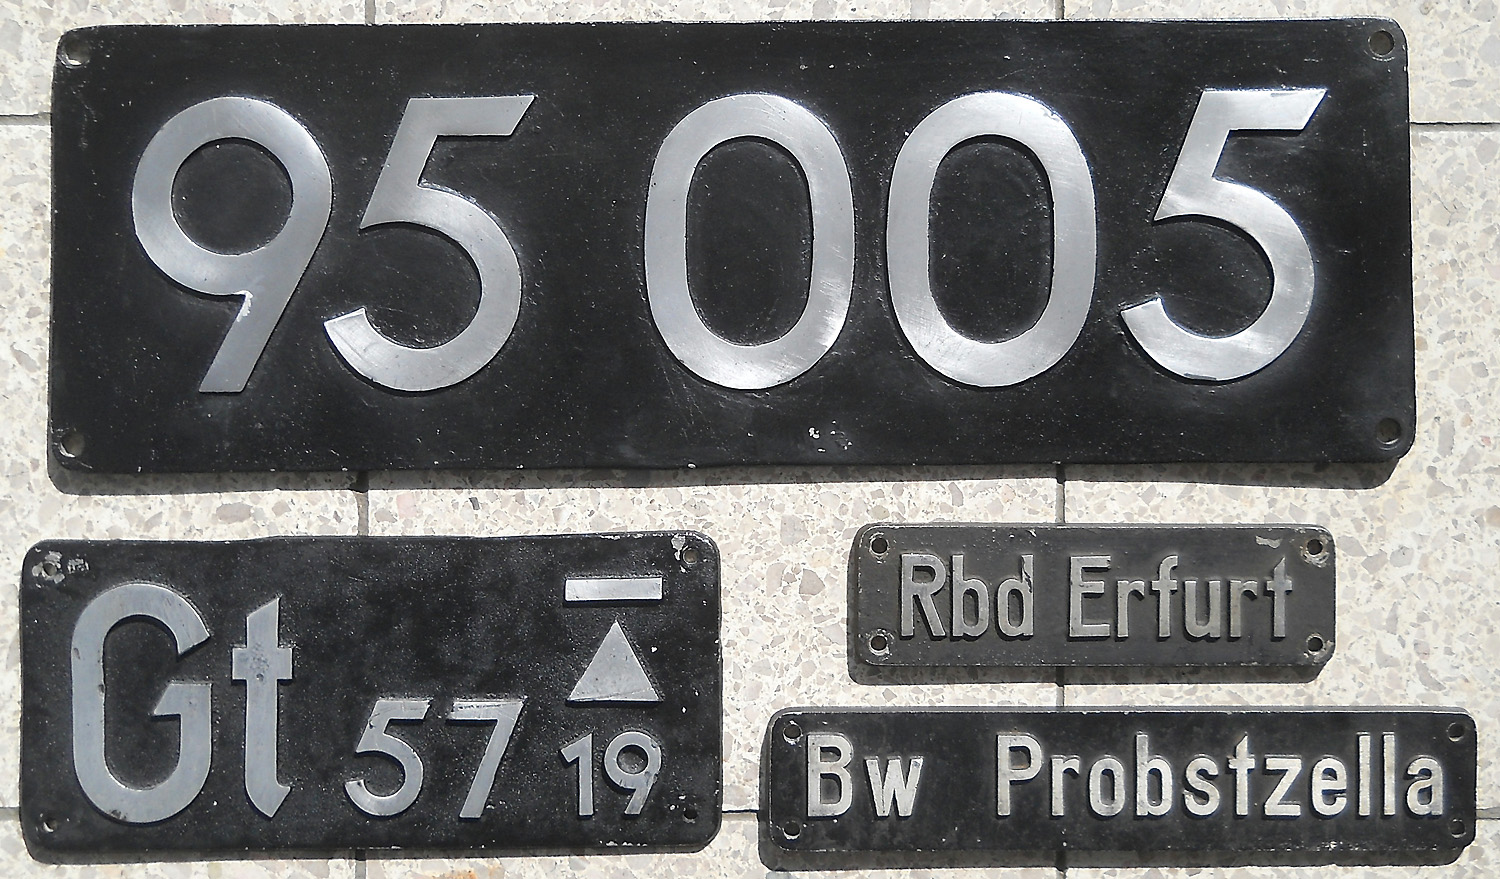 95 005
Gt 57 19
Rbd Erfurt
Bw Probstzella